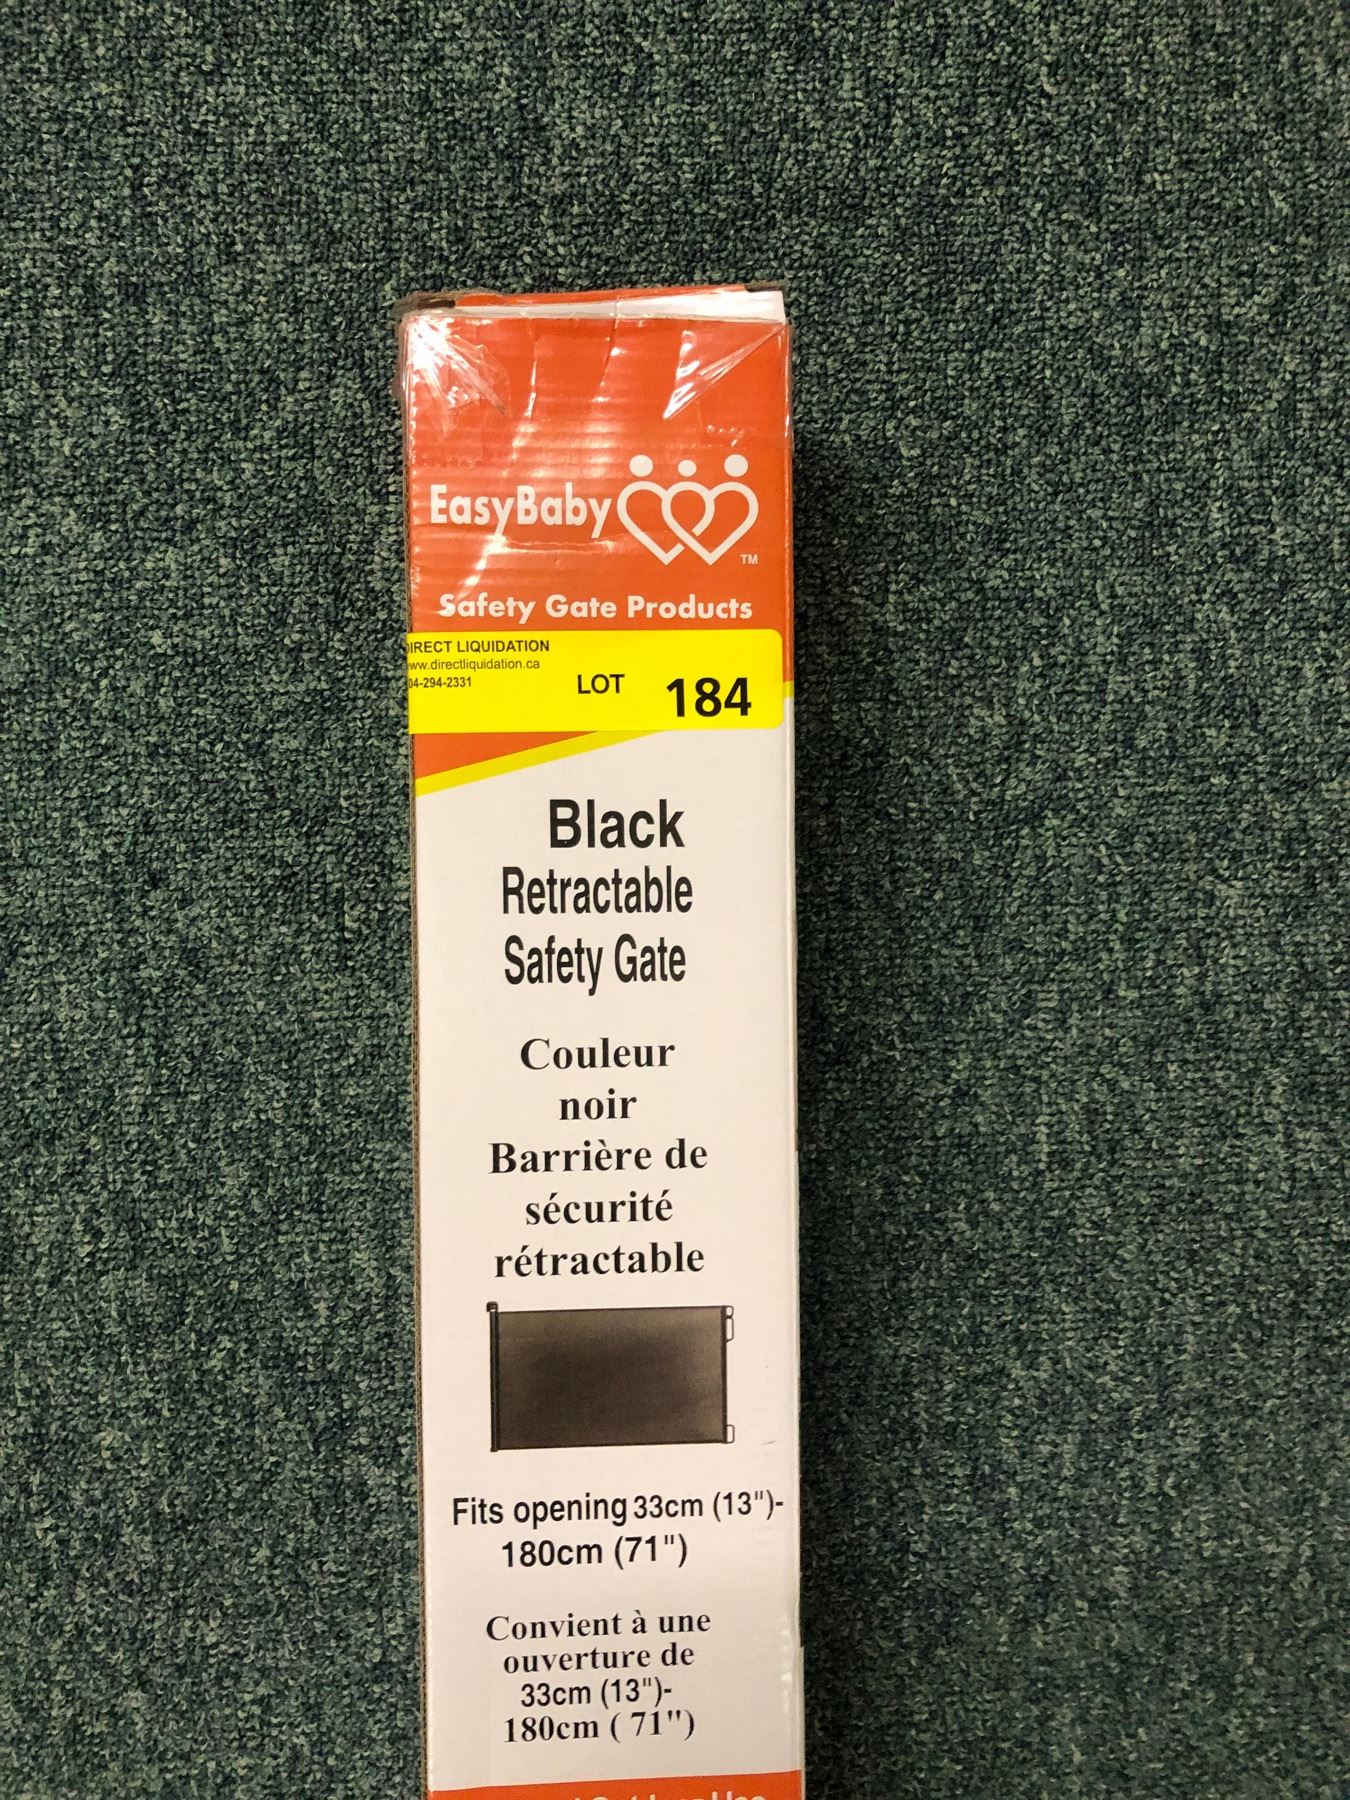 EasyBaby
TM
Safety Gate Products
DIRECT LIQUIDATION
www.directliquidation.ca
04-294-2331
LOT 184
Black
Retractable
Safety Gate
Couleur
noir
Barrière de
sécurité
rétractable
Fits opening 33cm (13")-
180cm (71")
Convient à une
ouverture de
33cm (13")-
180cm ( 71")